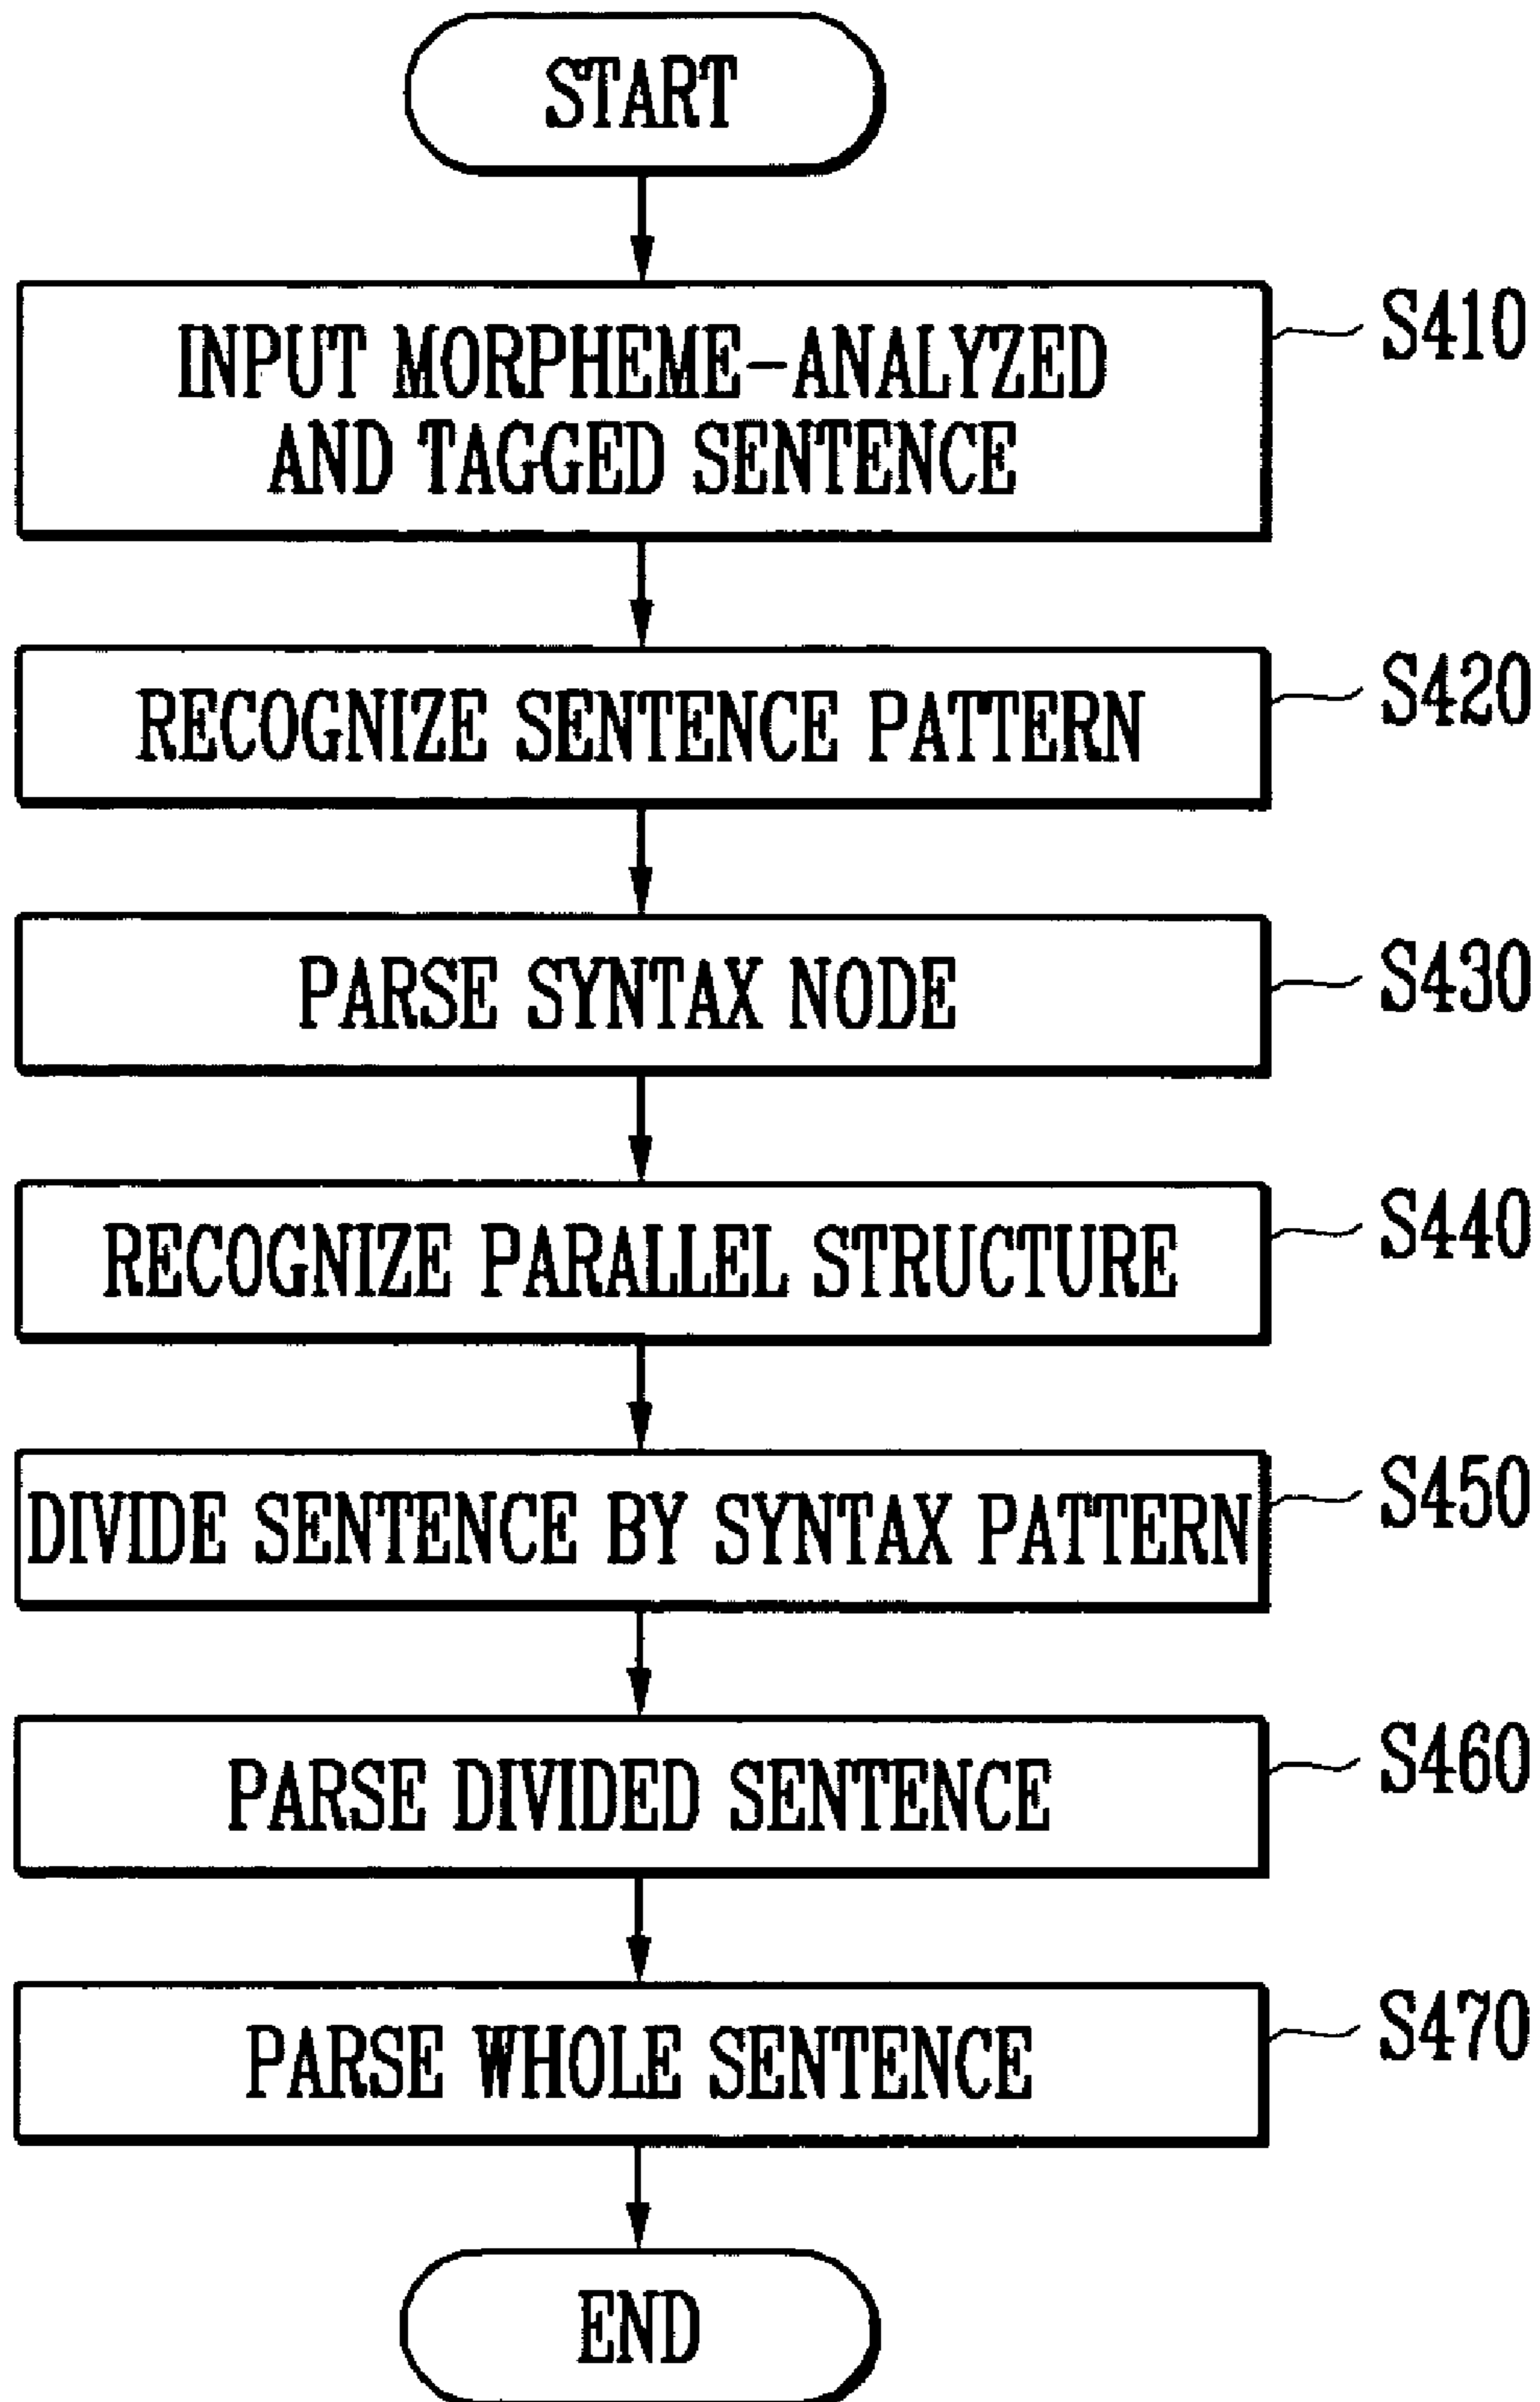 START
INPUT MORPHEME-ANALYZED
AND TAGGED SENTENCE
S410
RECOGNIZE SENTENCE PATTERN
S420
PARSE SYNTAX NODE
S430
RECOGNIZE PARALLEL STRUCTURE
S440
DIVIDE SENTENCE BY SYNTAX PATTERN
S450
PARSE DIVIDED SENTENCE
S460
PARSE WHOLE SENTENCE
S470
END